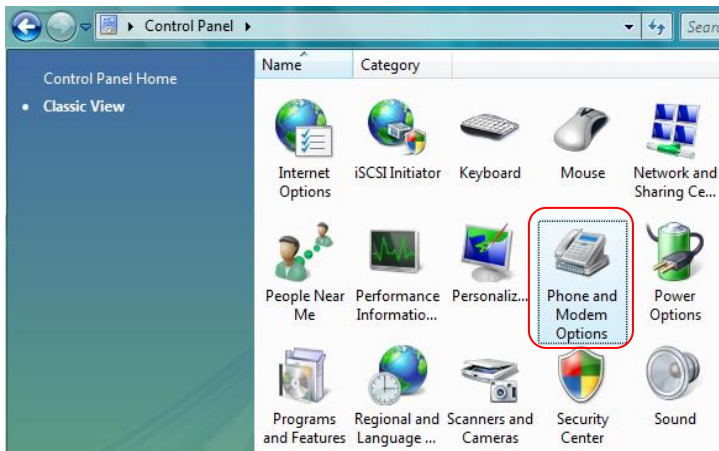 Control Panel
Sear
Control Panel Home
Classic View
Name Category
Internet
Options
iSCSI Initiator
Keyboard
Mouse
Network and
Sharing Ce...
People Near
Me
Performance
Informatio...
Personaliz...
Phone and
Modem
Options
Power
Options
Programs
and Features
Regional and
Language ...
Scanners and
Cameras
Security
Center
Sound